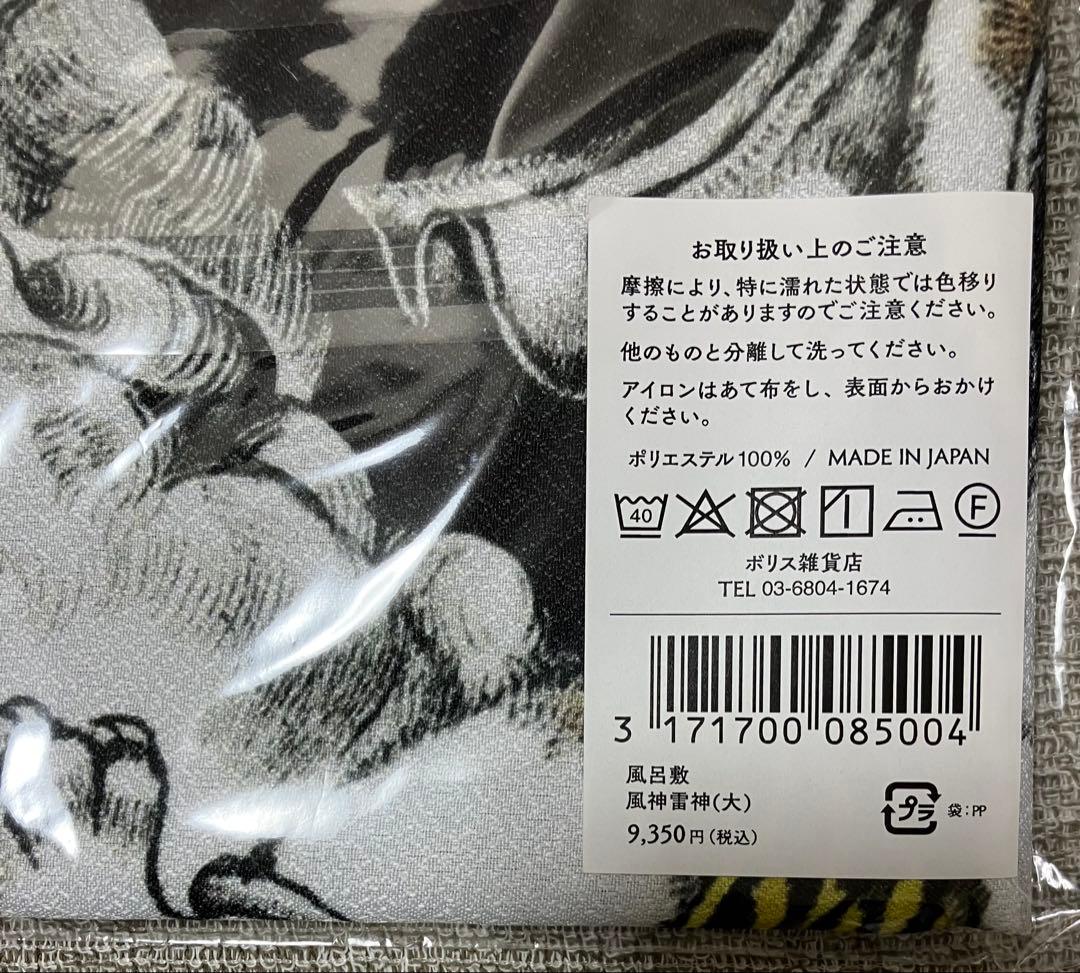 お取り扱い上のご注意
摩擦により、特に濡れた状態では色移り
することがありますのでご注意ください。
他のものと分離して洗ってください。
アイロンはあて布をし、表面からおかけ
ください。
ポリエステル100% / MADE IN JAPAN
40 F
ボリス雑貨店
TEL 03-6804-1674
3 171700 085004
風呂敷
風神雷神(大)
プラ 袋:PP
9,350円(税込)